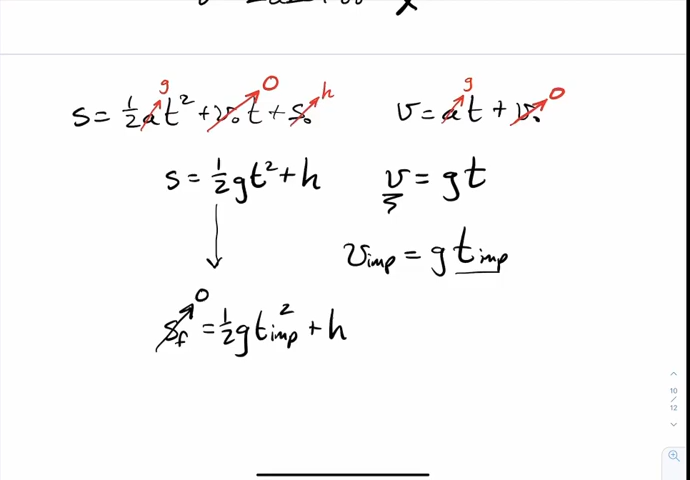 s = ½at² + v₀t + s₀ g 0 h
v = at + v₀ g 0
s = ½gt² + h
v = gt
v_imp = g t_imp
s_f = ½g t_imp² + h 0
10
/
12